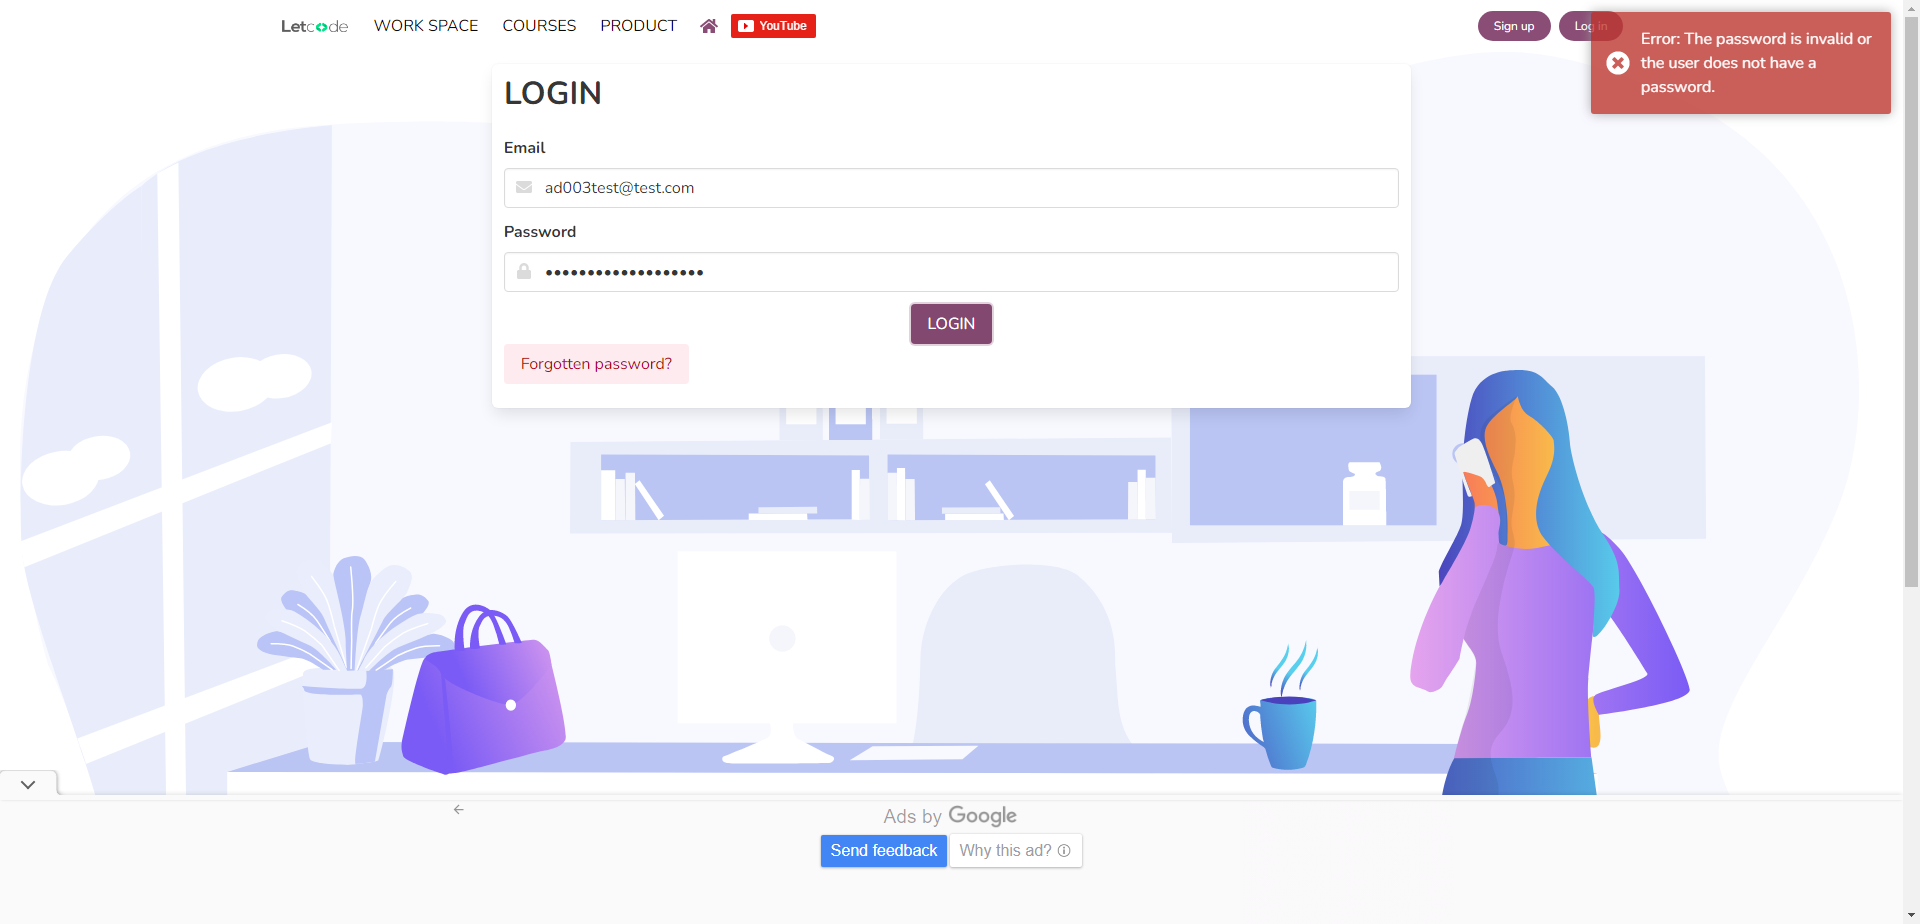 Letcode WORK SPACE COURSES PRODUCT YouTube Sign up Log in
Error: The password is invalid or
the user does not have a
password.
LOGIN
Email
ad003test@test.com
Password
•••••••••••••••••••
LOGIN
Forgotten password?
Ads by Google
Send feedback Why this ad?